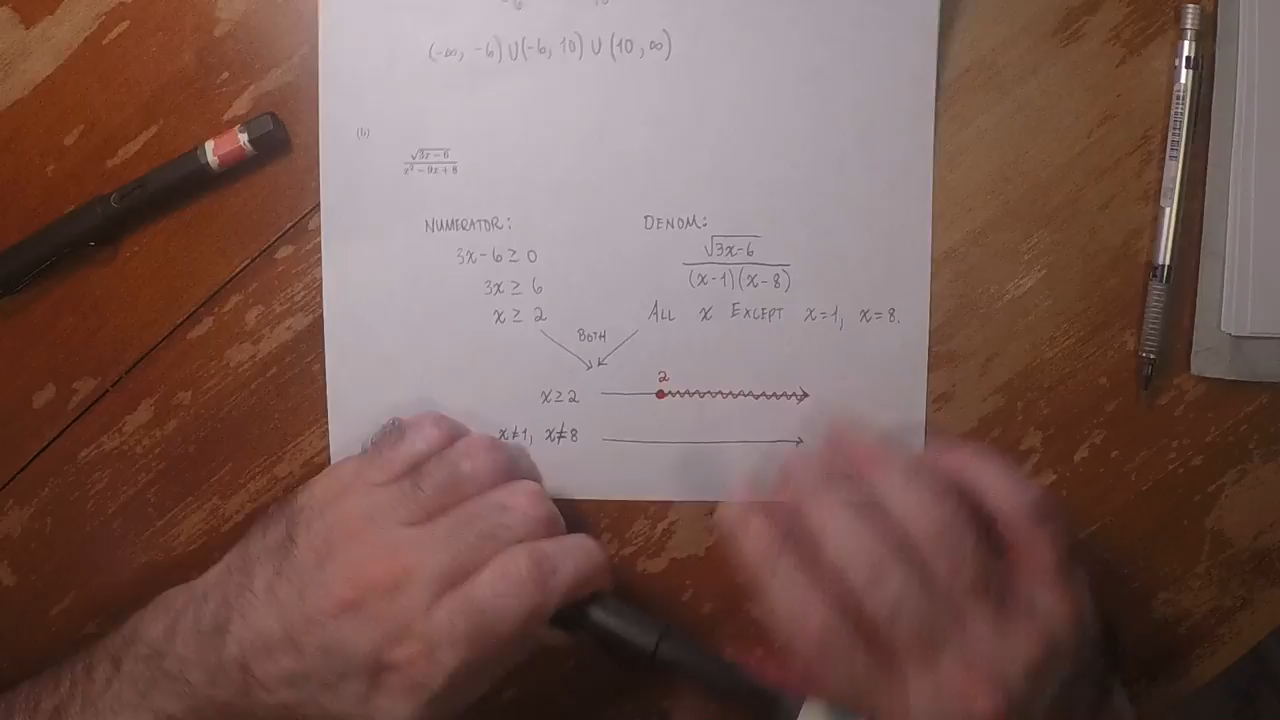 (-∞, -6) ∪ (-6, 10) ∪ (10, ∞)
(b)
√(3x-6)
x² - 9x + 8
NUMERATOR:
3x-6 ≥ 0
3x ≥ 6
x ≥ 2
DENOM:
√(3x-6)
(x-1)(x-8)
ALL x EXCEPT x=1, x=8.
BOTH
x≥2
2
x≠1, x≠8